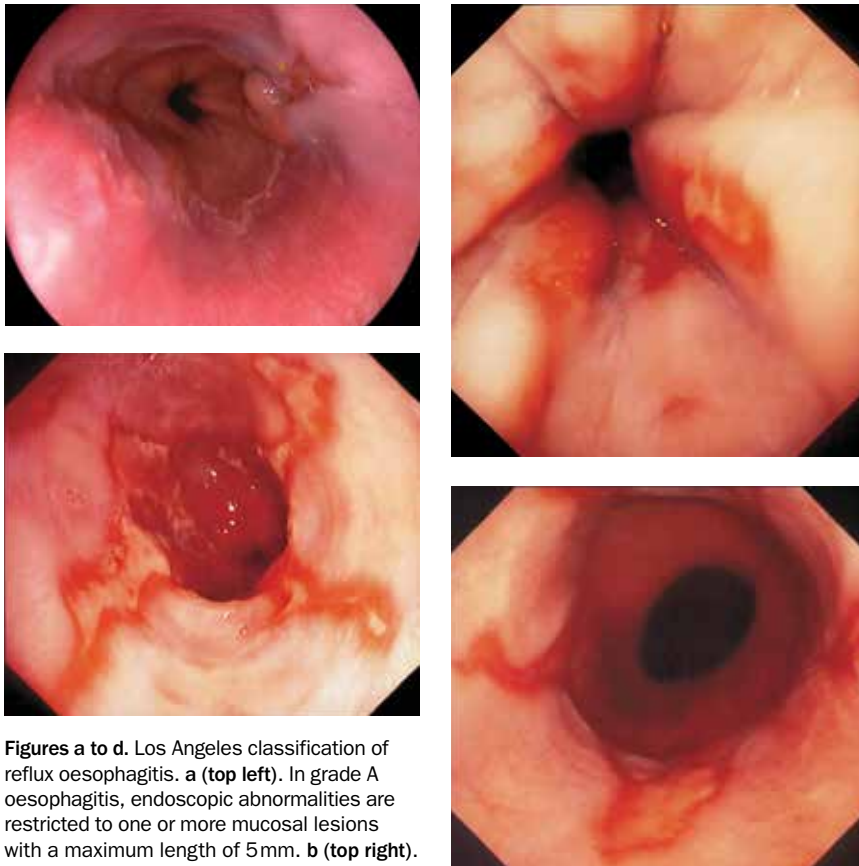 Figures a to d. Los Angeles classification of
reflux oesophagitis. a (top left). In grade A
oesophagitis, endoscopic abnormalities are
restricted to one or more mucosal lesions
with a maximum length of 5mm. b (top right).